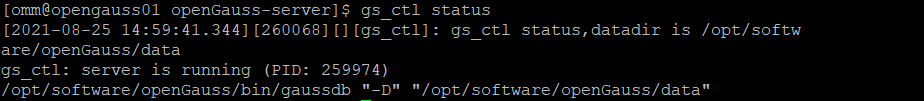 [omm@opengauss01 openGauss-server]$ gs_ctl status
[2021-08-25 14:59:41.344][260068][][gs_ctl]: gs_ctl status,datadir is /opt/softw
are/openGauss/data
gs_ctl: server is running (PID: 259974)
/opt/software/openGauss/bin/gaussdb "-D" "/opt/software/openGauss/data"